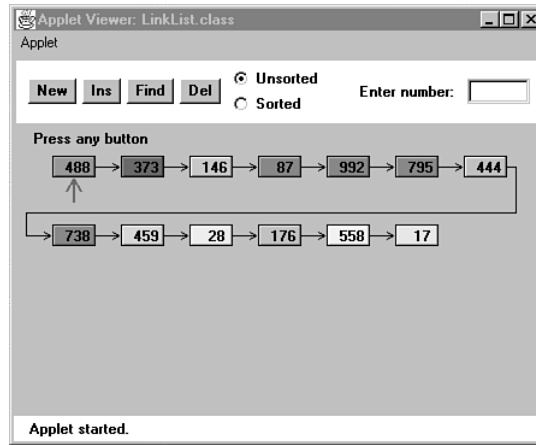 Applet Viewer: LinkList.class
Applet
New Ins Find Del Unsorted Sorted Enter number:
Press any button
488 373 146 87 992 795 444
738 459 28 176 558 17
Applet started.